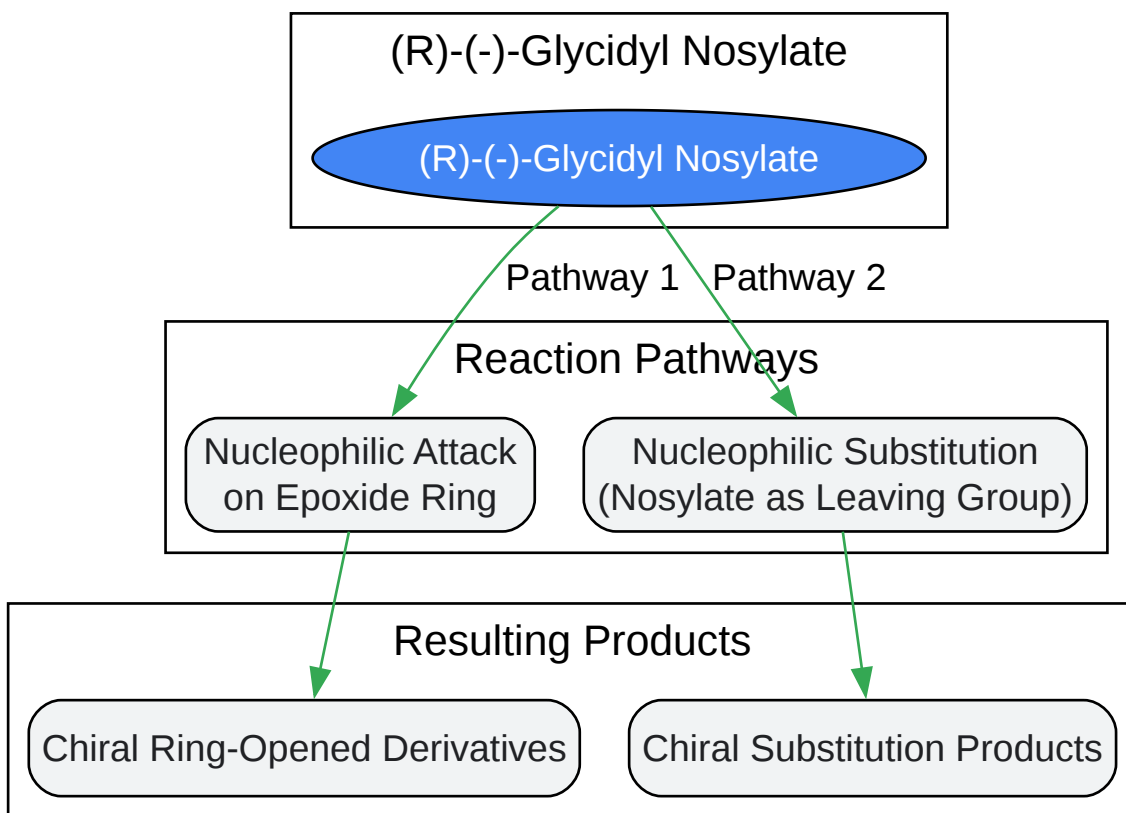 (R)-(-)-Glycidyl Nosylate
(R)-(-)-Glycidyl Nosylate
Pathway 1
Pathway 2
Reaction Pathways
Nucleophilic Attack
on Epoxide Ring
Nucleophilic Substitution
(Nosylate as Leaving Group)
Resulting Products
Chiral Ring-Opened Derivatives
Chiral Substitution Products